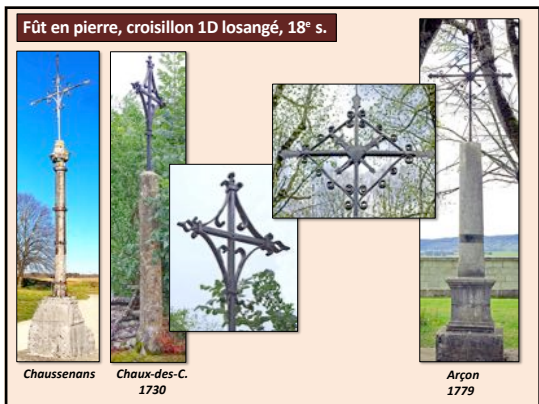 Fût en pierre, croisillon 1D losangé, 18e s.
Chaussenans
Chaux-des-C.
1730
Arçon
1779